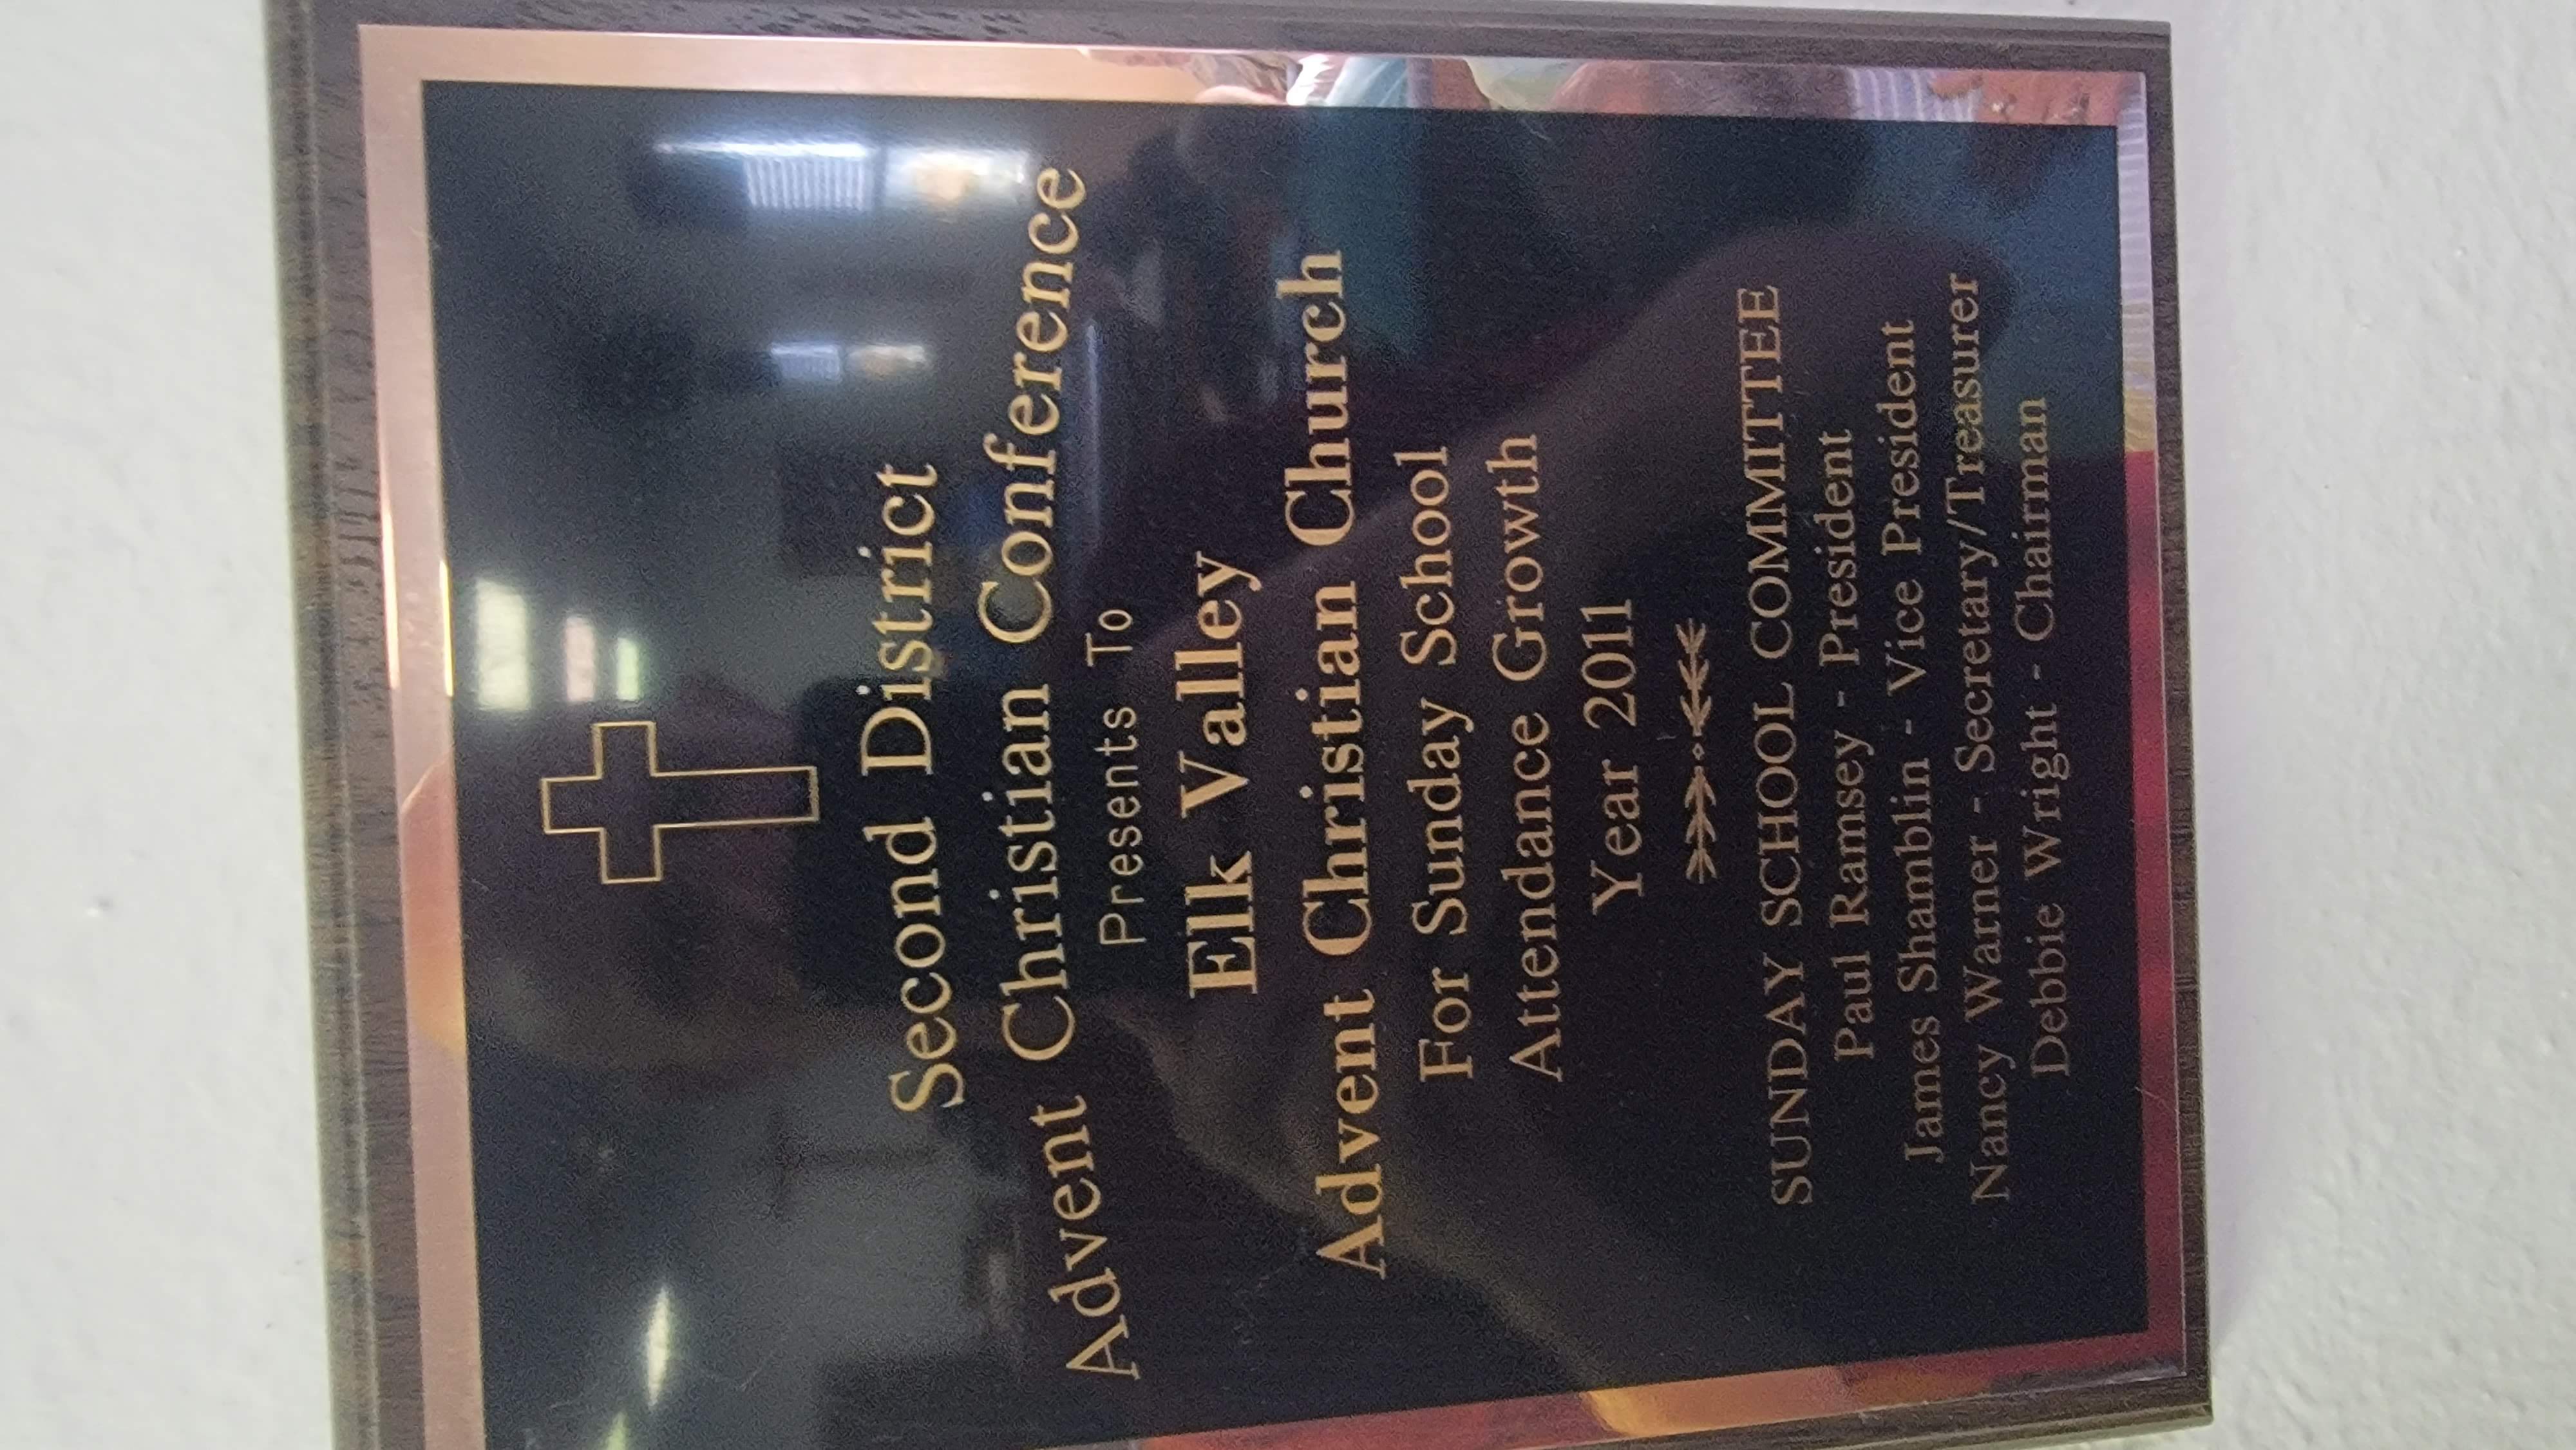 Second District
Advent Christian Conference
Presents To
Elk Valley
Advent Christian Church
For Sunday School
Attendance Growth
Year 2011
SUNDAY SCHOOL COMMITTEE
Paul Ramsey - President
James Shamblin - Vice President
Nancy Warner - Secretary/Treasurer
Debbie Wright - Chairman